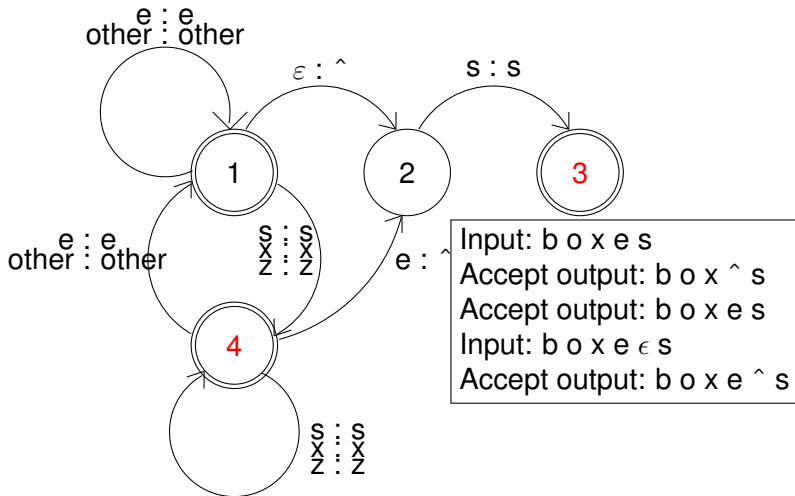 e : e
other : other
ε : ^
s : s
1
2
3
e : e
other : other
s : s
x : x
z : z
e : ^
4
s : s
x : x
z : z
Input: b o x e s
Accept output: b o x ^ s
Accept output: b o x e s
Input: b o x e ϵ s
Accept output: b o x e ^ s